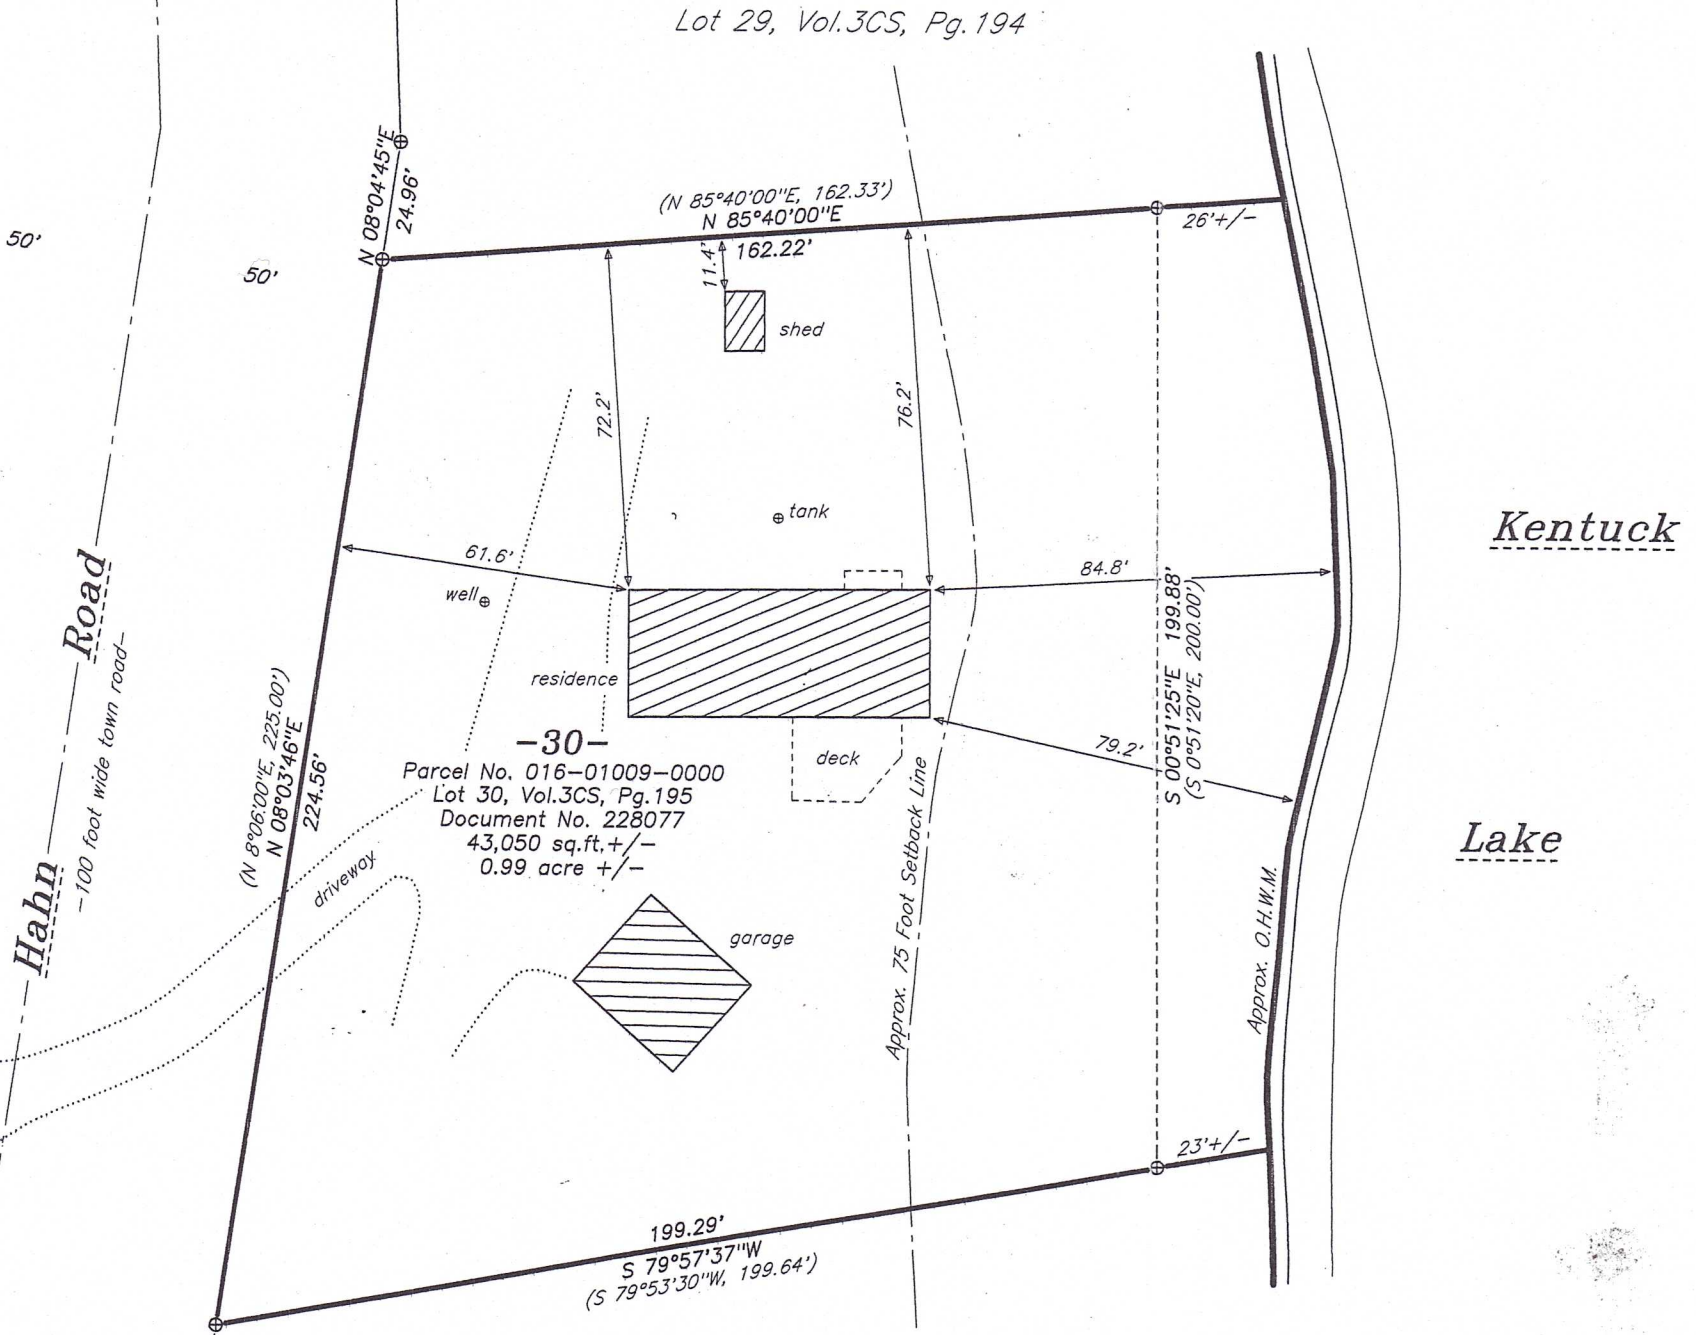 Lot 29, Vol.3CS, Pg.194
N 08°04'45"E
24.96'
50'
50'
(N 85°40'00"E, 162.33')
N 85°40'00"E
162.22'
26'+/-
11.4'
shed
72.2'
76.2'
tank
Kentuck
61.6'
84.8'
well
S 00°51'25"E 199.88'
(S 0°51'20"E, 200.00')
Hahn Road
-100 foot wide town road-
residence
79.2'
deck
(N 8°06'00"E, 225.00')
N 08°03'46"E
224.56'
-30-
Parcel No. 016-01009-0000
Lot 30, Vol.3CS, Pg.195
Document No. 228077
43,050 sq.ft.+/-
0.99 acre +/-
Lake
driveway
garage
Approx. 75 Foot Setback Line
Approx. O.H.W.M.
23'+/-
199.29'
S 79°57'37"W
(S 79°53'30"W, 199.64')